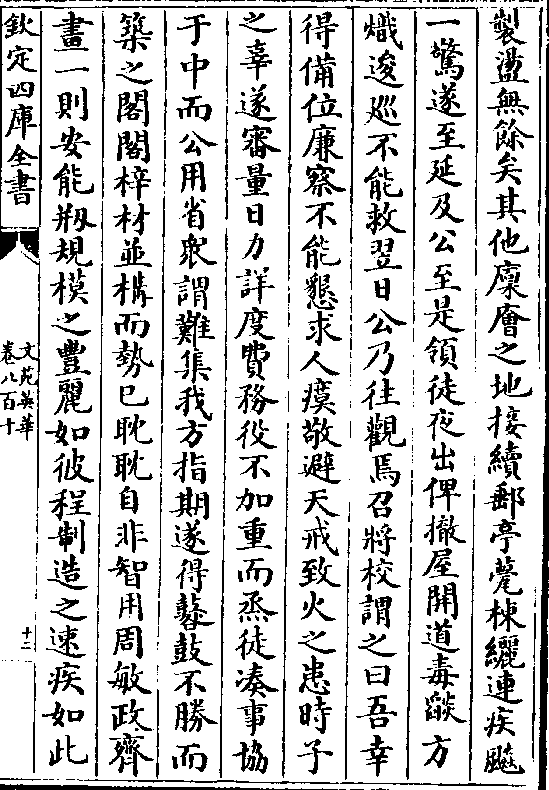 製盪無餘矣其他廩廥之地接續郵亭薨棟纚連疾飈
一驚遂至延及公至是領徒夜出俾撤屋開道毒燄方
熾逡巡不能救翌日公乃往觀焉召將校謂之曰吾幸
得備位廉察不能懇求人瘼敬避天戒致火之患時予
之辜遂審量日力詳度費務役不加重而烝徒湊事協
于中而公用省眾謂難集我方指期遂得鼛鼓不勝而
築之閣閣梓材並構而勢已耽耽自非智用周敏政齊
畫一則安能剏規模之豐麗如彼程制造之速疾如此
欽定四庫全書
文苑英華
卷八百十
十二